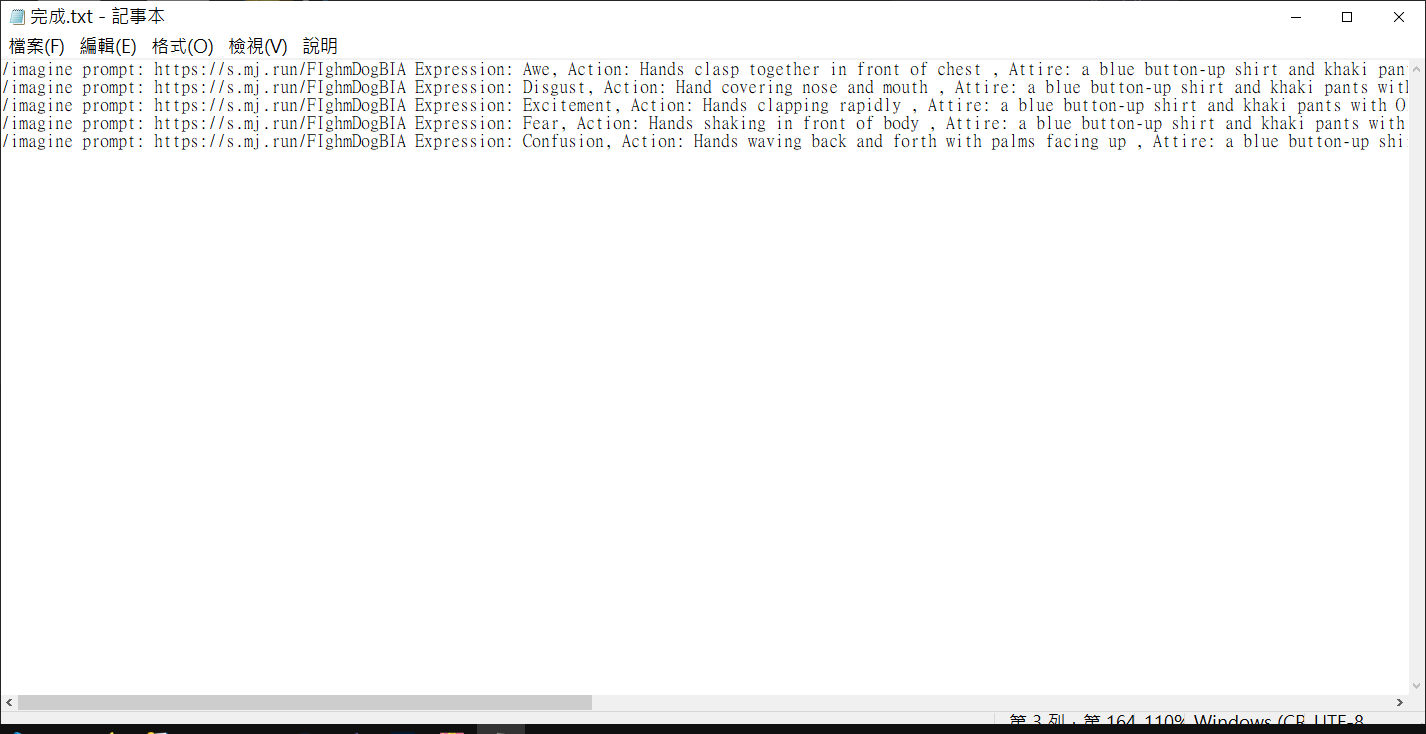 完成.txt - 記事本
檔案(F) 編輯(E) 格式(O) 檢視(V) 說明
/imagine prompt: https://s.mj.run/FIghmDogBIA Expression: Awe, Action: Hands clasp together in front of chest , Attire: a blue button-up shirt and khaki pan
/imagine prompt: https://s.mj.run/FIghmDogBIA Expression: Disgust, Action: Hand covering nose and mouth , Attire: a blue button-up shirt and khaki pants wit
/imagine prompt: https://s.mj.run/FIghmDogBIA Expression: Excitement, Action: Hands clapping rapidly , Attire: a blue button-up shirt and khaki pants with O
/imagine prompt: https://s.mj.run/FIghmDogBIA Expression: Fear, Action: Hands shaking in front of body , Attire: a blue button-up shirt and khaki pants with
/imagine prompt: https://s.mj.run/FIghmDogBIA Expression: Confusion, Action: Hands waving back and forth with palms facing up , Attire: a blue button-up shi
第 3 列，第 164 110% Windows (CR UTF-8